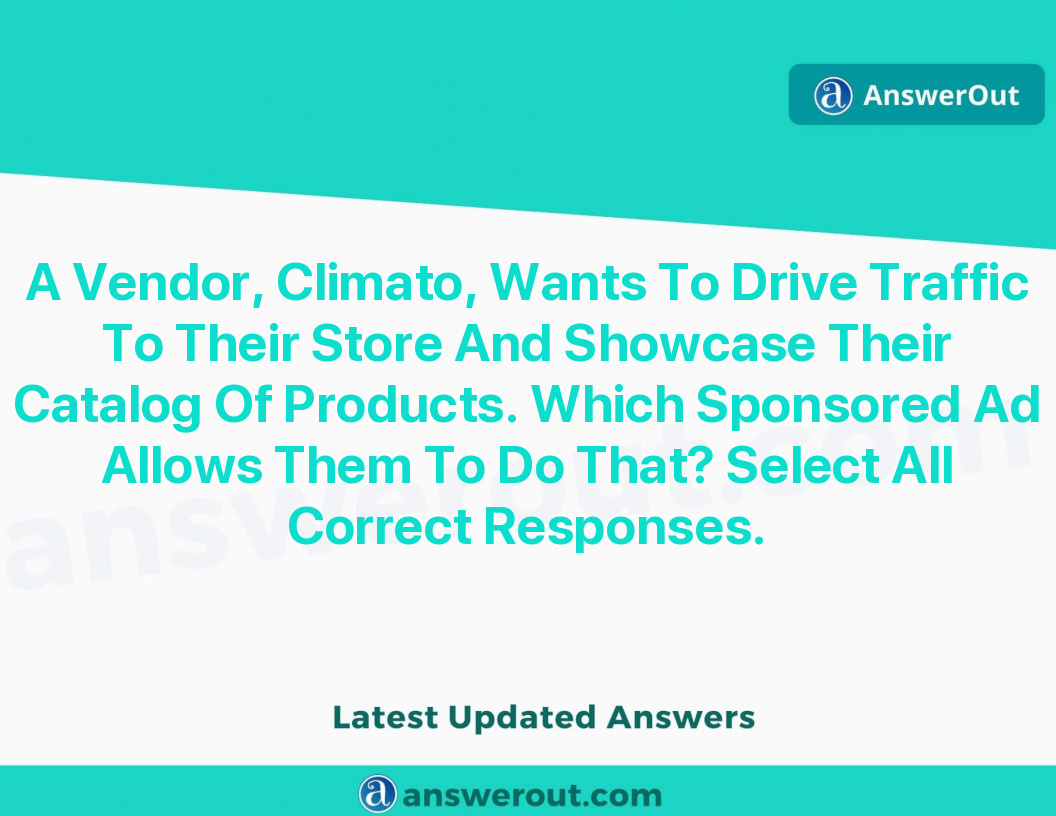 AnswerOut
A Vendor, Climato, Wants To Drive Traffic
To Their Store And Showcase Their
Catalog Of Products. Which Sponsored Ad
Allows Them To Do That? Select All
Correct Responses.
answerout.com
Latest Updated Answers
answerout.com